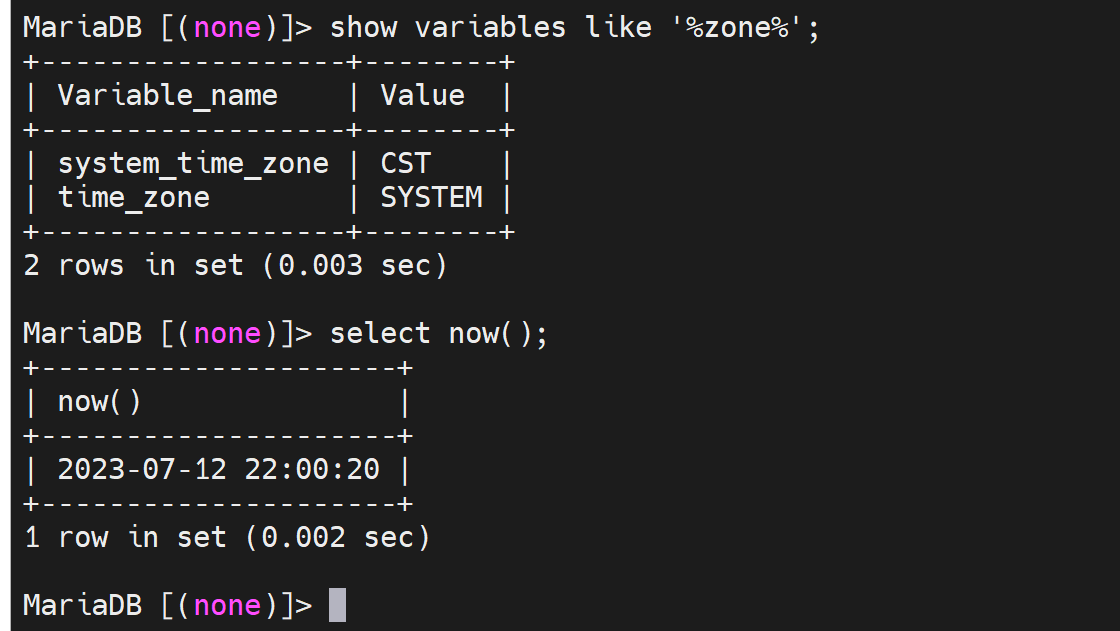 MariaDB [(none)]> show variables like '%zone%';
+------------------+--------+
| Variable_name    | Value  |
+------------------+--------+
| system_time_zone | CST    |
| time_zone        | SYSTEM |
+------------------+--------+
2 rows in set (0.003 sec)

MariaDB [(none)]> select now();
+---------------------+
| now()               |
+---------------------+
| 2023-07-12 22:00:20 |
+---------------------+
1 row in set (0.002 sec)

MariaDB [(none)]>